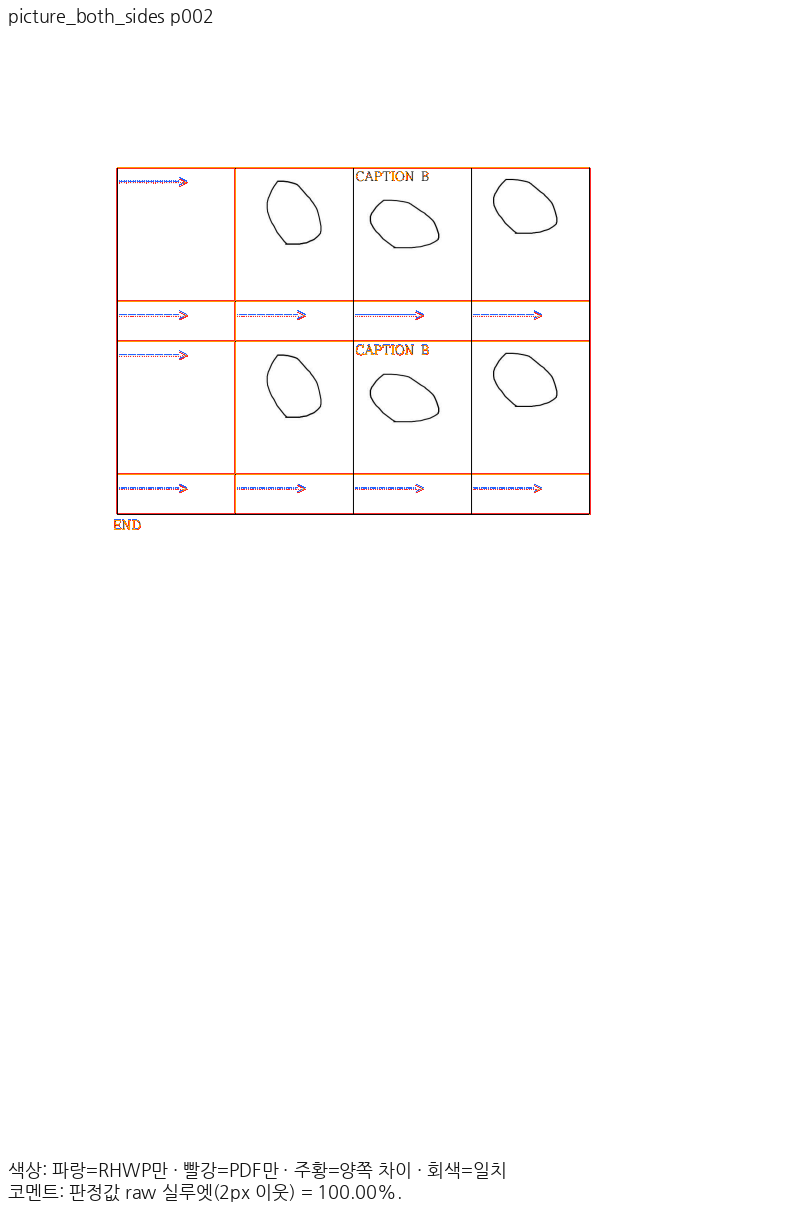 picture_both_sides p002
CAPTION B
CAPTION B
END
색상: 파랑=RHWP만 · 빨강=PDF만 · 주황=양쪽 차이 · 회색=일치
코멘트: 판정값 raw 실루엣(2px 이웃) = 100.00%.